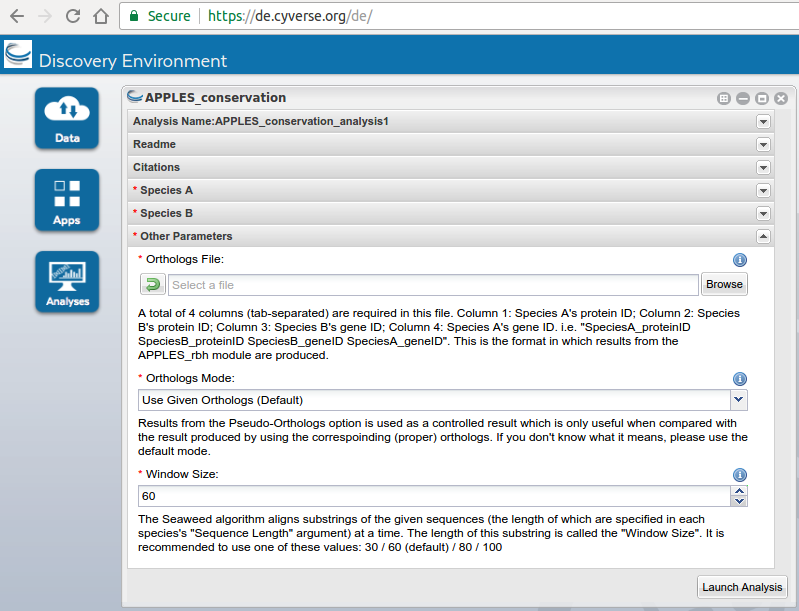 Secure https://de.cyverse.org/de/
Discovery Environment
Data
Apps
Analyses
APPLES_conservation
Analysis Name:APPLES_conservation_analysis1
Readme
Citations
* Species A
* Species B
* Other Parameters
* Orthologs File:
Select a file
Browse
A total of 4 columns (tab-separated) are required in this file. Column 1: Species A's protein ID; Column 2: Species
B's protein ID; Column 3: Species B's gene ID; Column 4: Species A's gene ID. i.e. "SpeciesA_proteinID
SpeciesB_proteinID SpeciesB_geneID SpeciesA_geneID". This is the format in which results from the
APPLES_rbh module are produced.
* Orthologs Mode:
Use Given Orthologs (Default)
Results from the Pseudo-Orthologs option is used as a controlled result which is only useful when compared with
the result produced by using the correspoinding (proper) orthologs. If you don't know what it means, please use the
default mode.
* Window Size:
60
The Seaweed algorithm aligns substrings of the given sequences (the length of which are specified in each
species's "Sequence Length" argument) at a time. The length of this substring is called the "Window Size". It is
recommended to use one of these values: 30 / 60 (default) / 80 / 100
Launch Analysis